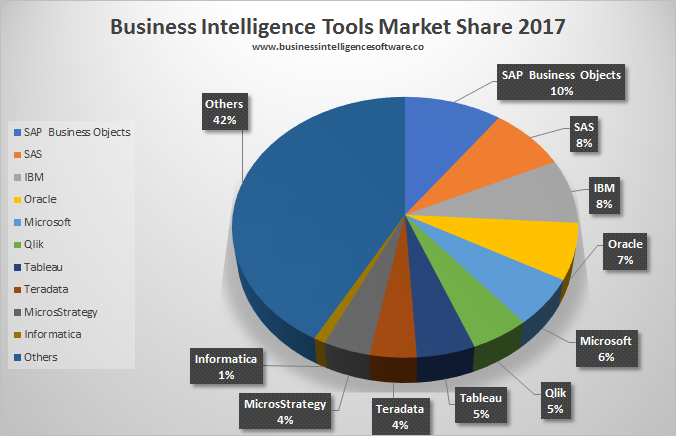 Business Intelligence Tools Market Share 2017
www.businessintelligencesoftware.co
SAP Business Objects
10%
Others
42%
SAS
8%
IBM
8%
Oracle
7%
Microsoft
6%
Qlik
5%
Tableau
5%
Teradata
4%
MicrosStrategy
4%
Informatica
1%
SAP Business Objects
SAS
IBM
Oracle
Microsoft
Qlik
Tableau
Teradata
MicrosStrategy
Informatica
Others